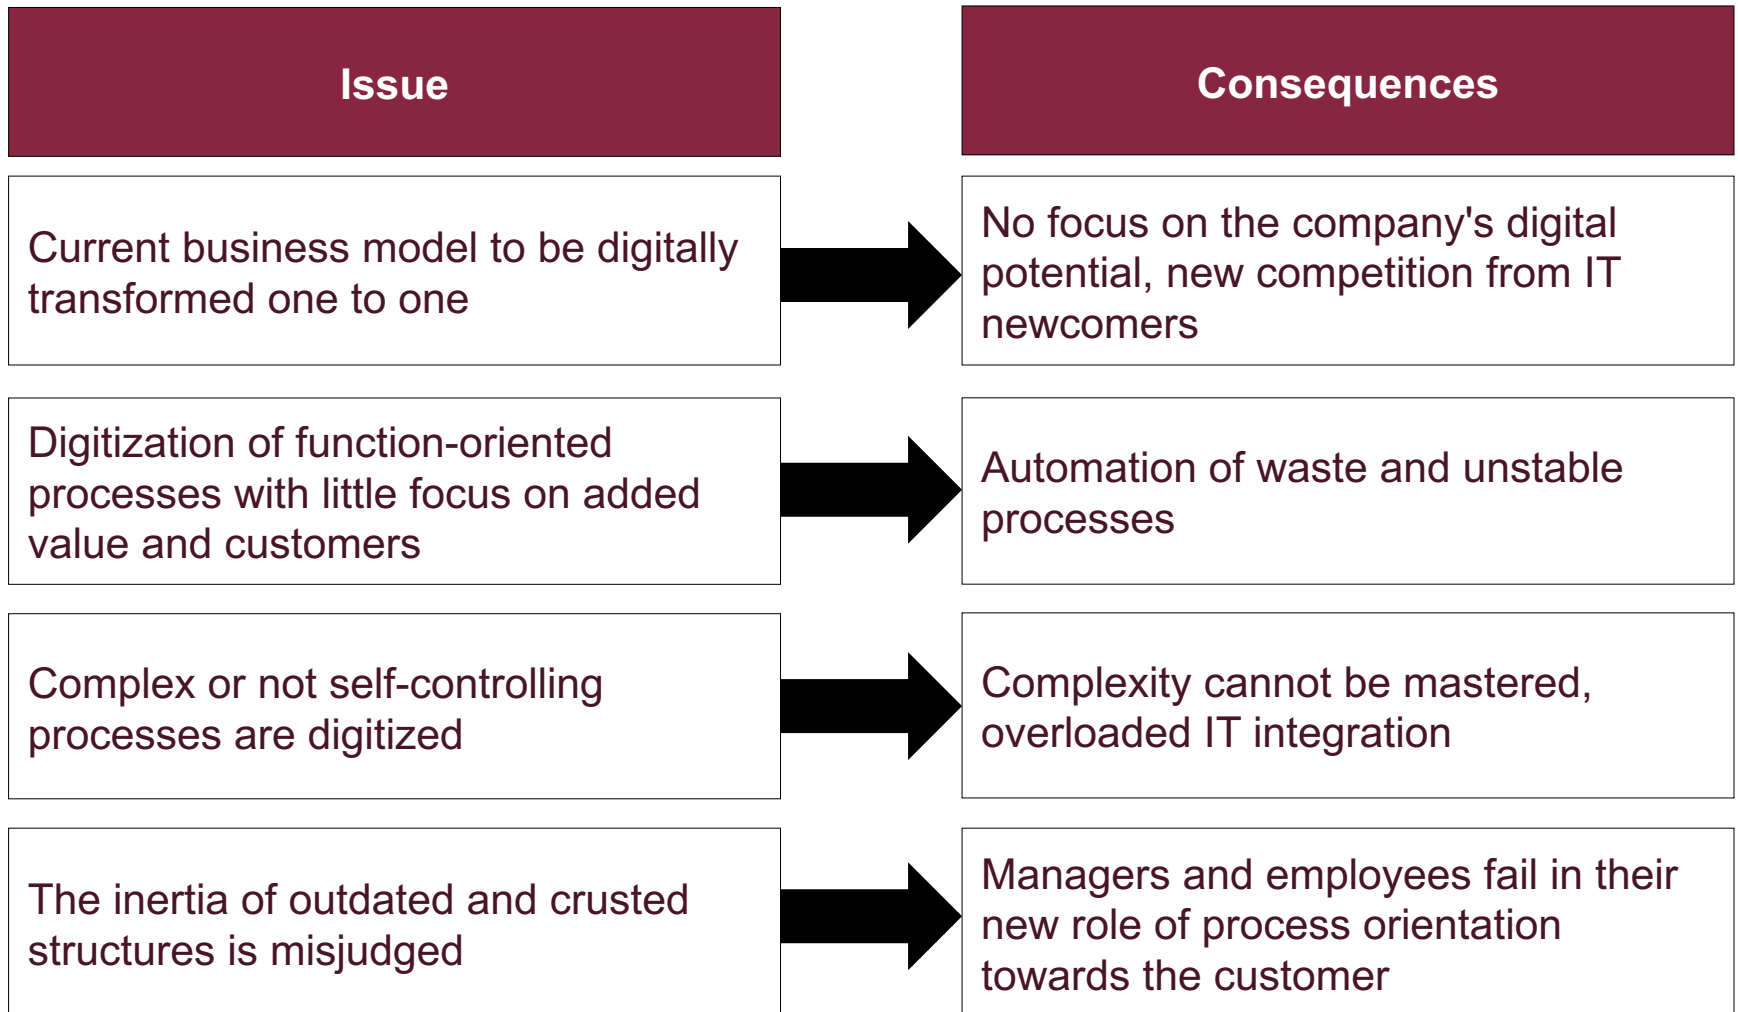 Issue
Consequences
Current business model to be digitally
transformed one to one
No focus on the company's digital
potential, new competition from IT
newcomers
Digitization of function-oriented
processes with little focus on added
value and customers
Automation of waste and unstable
processes
Complex or not self-controlling
processes are digitized
Complexity cannot be mastered,
overloaded IT integration
The inertia of outdated and crusted
structures is misjudged
Managers and employees fail in their
new role of process orientation
towards the customer